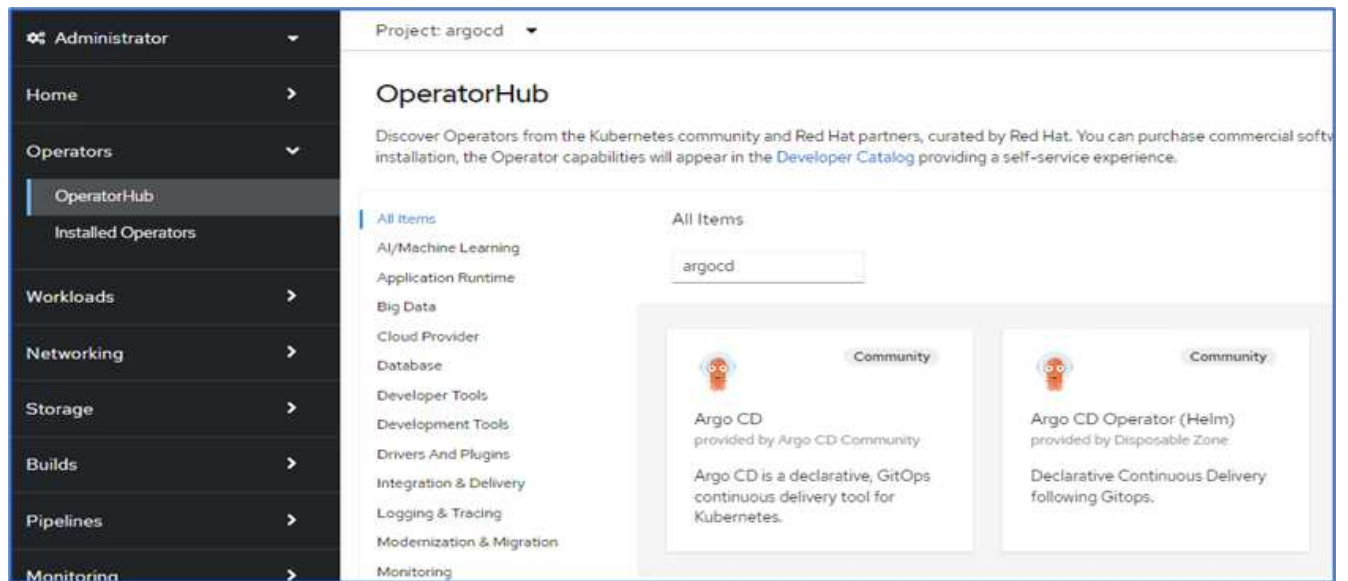 Administrator
Home
Operators
OperatorHub
Installed Operators
Workloads
Networking
Storage
Builds
Pipelines
Monitoring
Project: argocd
OperatorHub
Discover Operators from the Kubernetes community and Red Hat partners, curated by Red Hat. You can purchase commercial softw
installation, the Operator capabilities will appear in the Developer Catalog providing a self-service experience.
All Items
AI/Machine Learning
Application Runtime
Big Data
Cloud Provider
Database
Developer Tools
Development Tools
Drivers And Plugins
Integration & Delivery
Logging & Tracing
Modernization & Migration
Monitoring
All Items
argocd
Community
Argo CD
provided by Argo CD Community
Argo CD is a declarative, GitOps
continuous delivery tool for
Kubernetes.
Community
Argo CD Operator (Helm)
provided by Disposable Zone
Declarative Continuous Delivery
following Gitops.